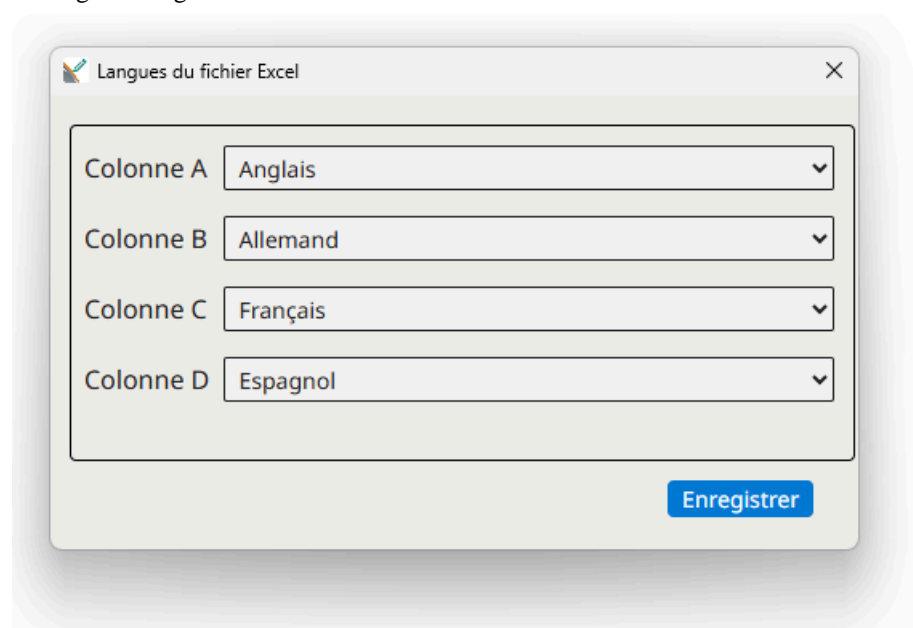 Langues du fichier Excel
Colonne A Anglais
Colonne B Allemand
Colonne C Français
Colonne D Espagnol
Enregistrer